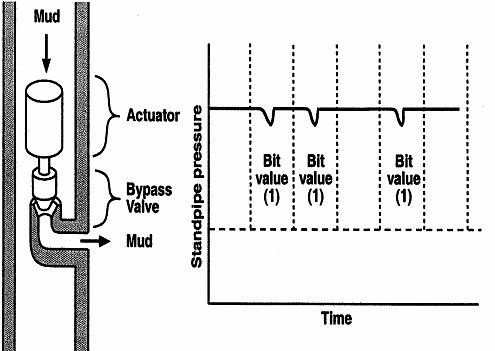 Mud
Actuator
Bypass
Valve
Mud
Standpipe pressure
Bit
value
(1)
Bit
value
(1)
Bit
value
(1)
Time